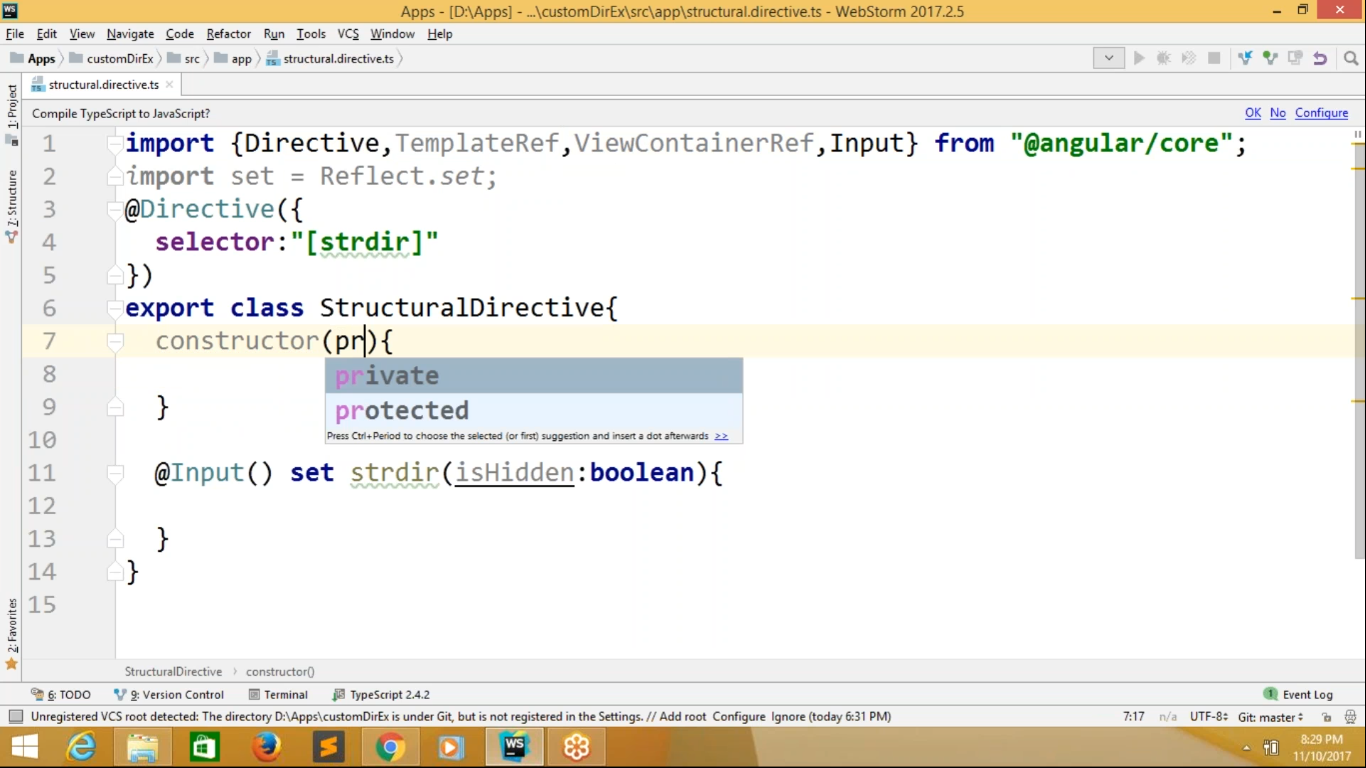 WS
Apps - [D:\Apps] - ...\customDirEx\src\app\structural.directive.ts - WebStorm 2017.2.5
File Edit View Navigate Code Refactor Run Tools VCS Window Help
Apps customDirEx src app structural.directive.ts
structural.directive.ts
1: Project
7: Structure
2: Favorites
Compile TypeScript to JavaScript? OK No Configure
1 import {Directive,TemplateRef,ViewContainerRef,Input} from "@angular/core";
2 import set = Reflect.set;
3 @Directive({
4 selector:"[strdir]"
5 })
6 export class StructuralDirective{
7 constructor(pr){
8
private
protected
Press Ctrl+Period to choose the selected (or first) suggestion and insert a dot afterwards >>
9 }
10
11 @Input() set strdir(isHidden:boolean){
12
13 }
14 }
15
StructuralDirective › constructor()
6: TODO 9: Version Control Terminal TypeScript 2.4.2 1 Event Log
Unregistered VCS root detected: The directory D:\Apps\customDirEx is under Git, but is not registered in the Settings. // Add root Configure Ignore (today 6:31 PM) 7:17 n/a UTF-8 Git: master
WS
8:29 PM
11/10/2017